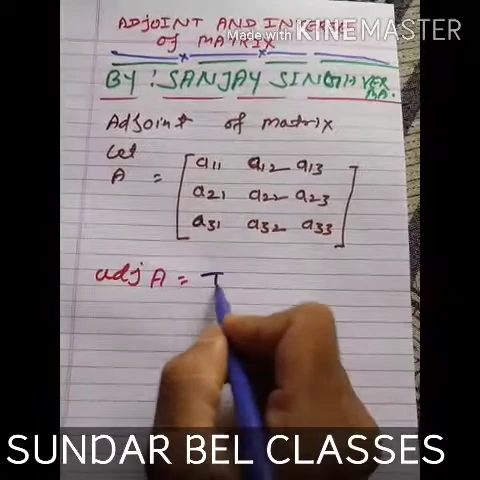 ADJOINT AND INVERSE
of MATRIX
Made with KINEMASTER
BY : SANJAY SINGH VERMA.
Adjoint of matrix
Let
A = [ a11 a12 a13
a21 a22 a23
a31 a32 a33 ]
adj A = T
SUNDAR BEL CLASSES